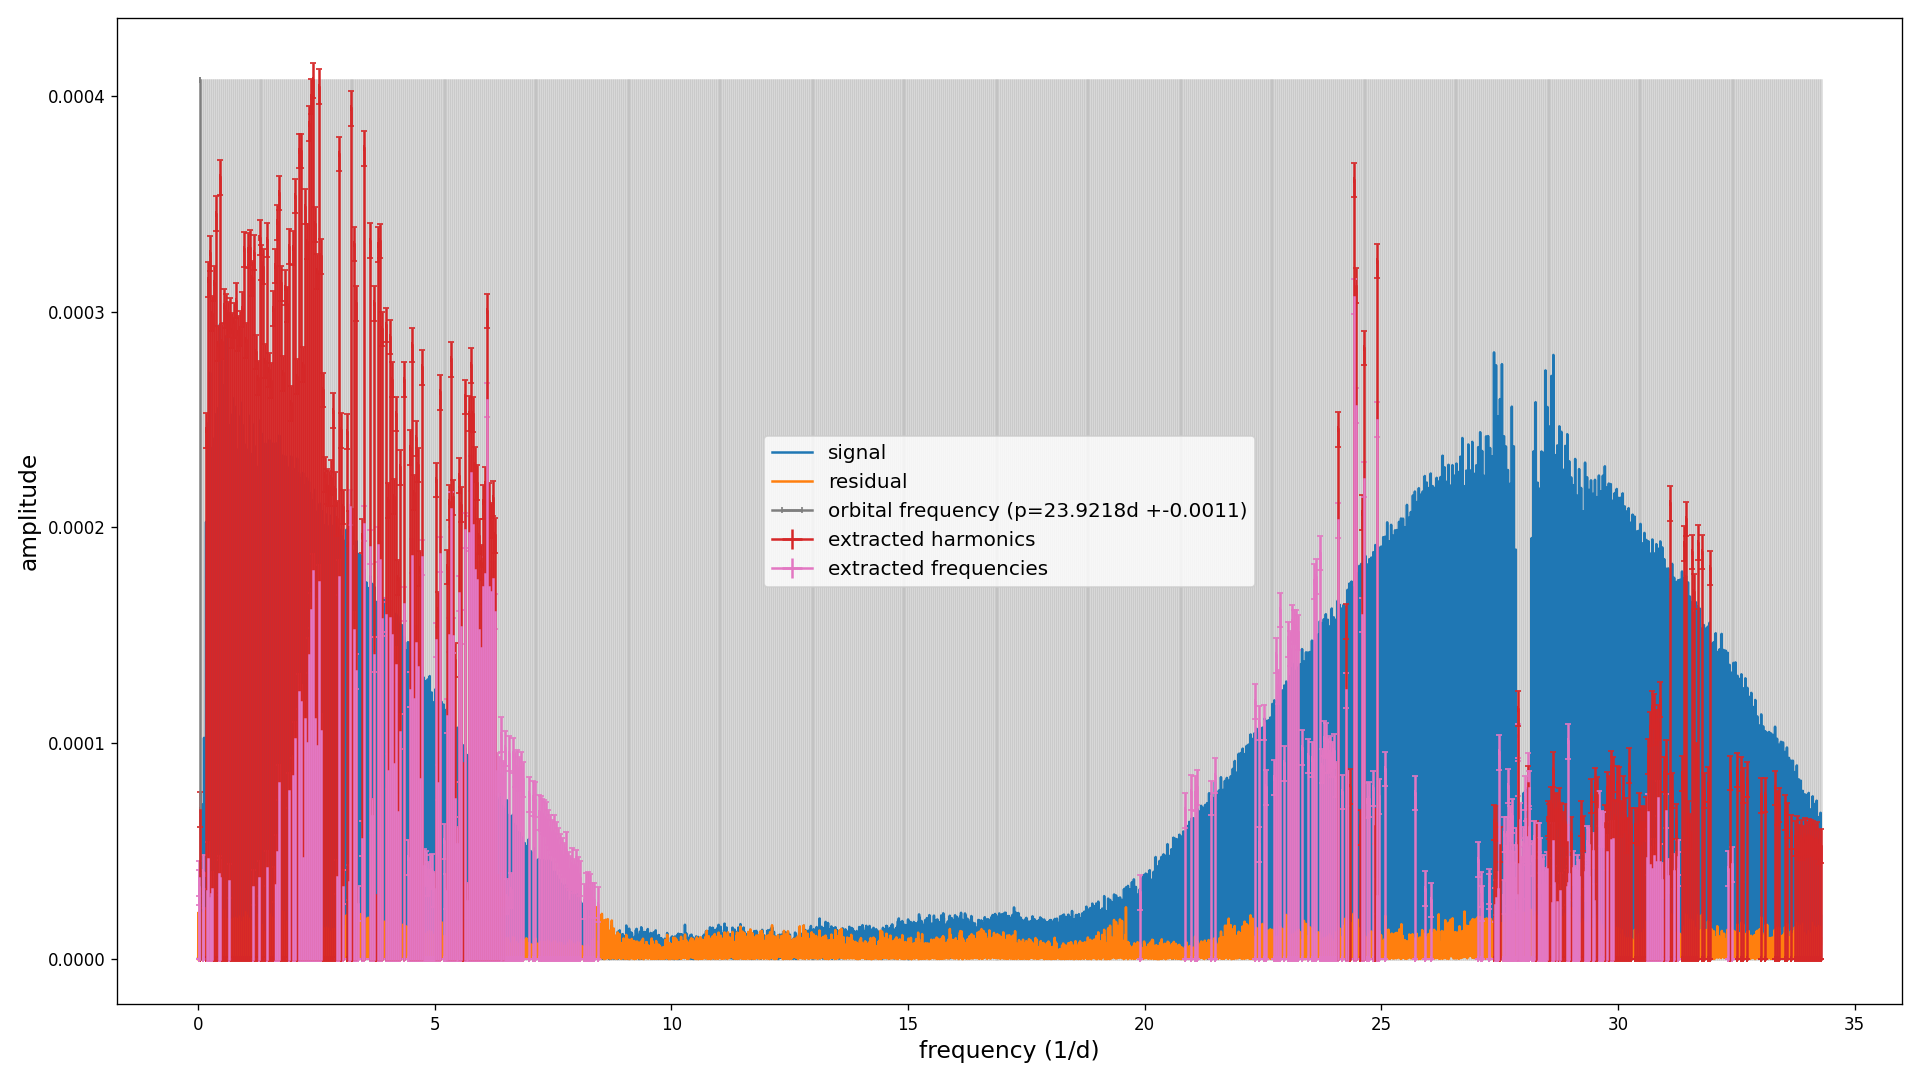 0.0004
0.0003
0.0002
0.0001
0.0000
amplitude
signal
residual
orbital frequency (p=23.9218d +-0.0011)
extracted harmonics
extracted frequencies
0 5 10 15 20 25 30 35
frequency (1/d)